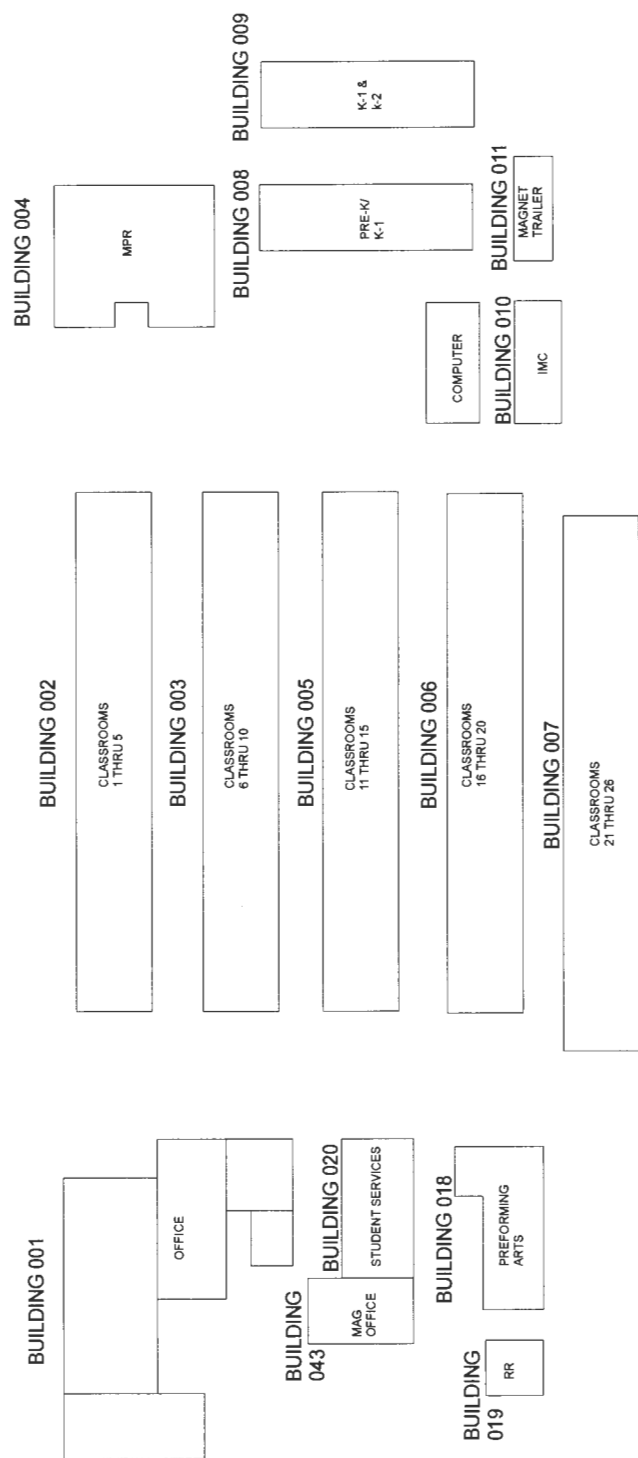 BUILDING 001
OFFICE
BUILDING
043
MAG
OFFICE
BUILDING 020
STUDENT SERVICES
BUILDING
019
RR
BUILDING 018
PREFORMING
ARTS
BUILDING 002
CLASSROOMS
1 THRU 5
BUILDING 003
CLASSROOMS
6 THRU 10
BUILDING 005
CLASSROOMS
11 THRU 15
BUILDING 006
CLASSROOMS
16 THRU 20
BUILDING 007
CLASSROOMS
21 THRU 26
BUILDING 004
MPR
BUILDING 008
PRE-K/
K-1
BUILDING 009
K-1 &
k-2
COMPUTER
BUILDING 010
IMC
BUILDING 011
MAGNET
TRAILER